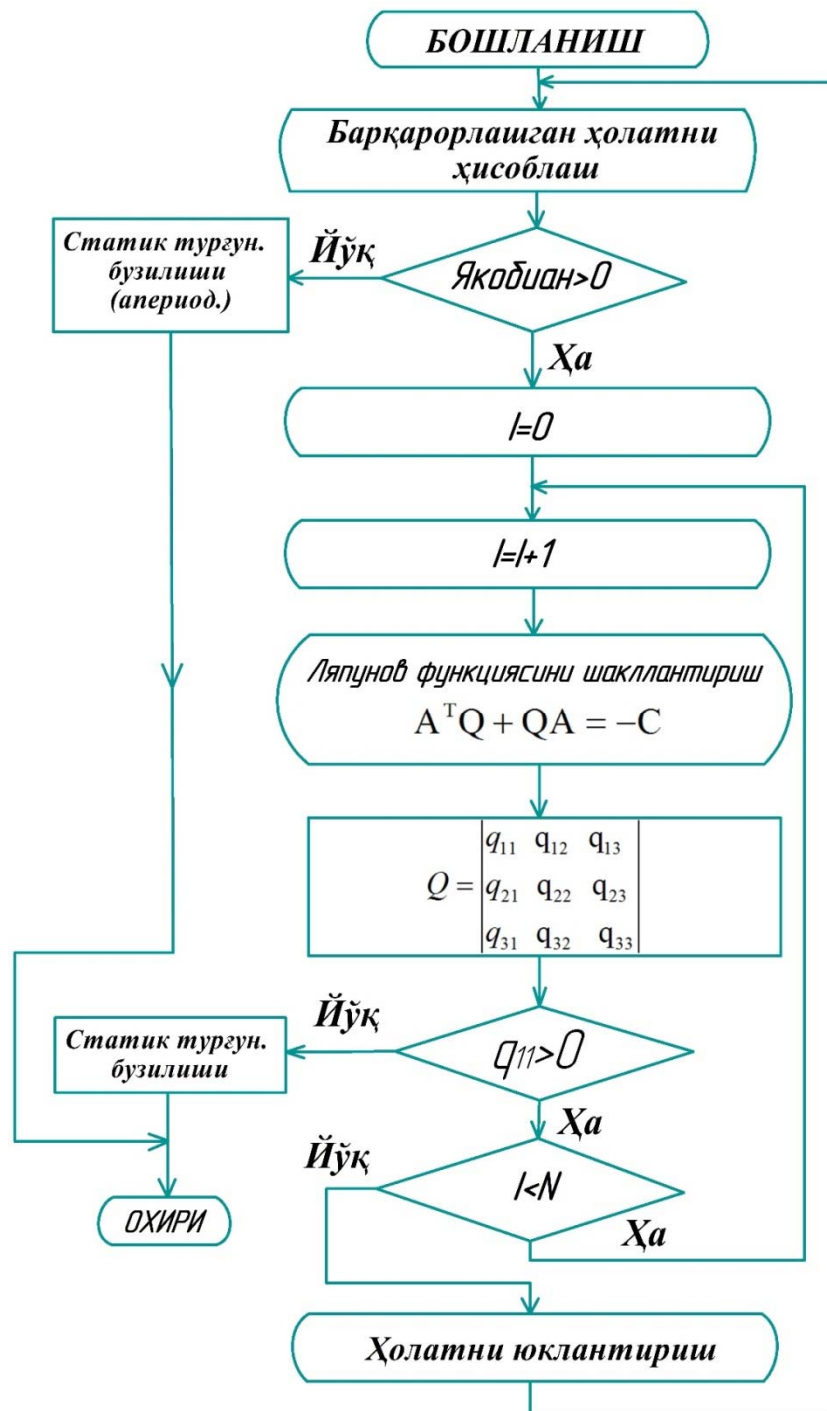 БОШЛАНИШ
Барқарорлашган ҳолатни
ҳисоблаш
Статик турғун.
бузилиши
(апериод.)
Йўқ
Якобиан>0
Ҳа
I=0
I=I+1
Ляпунов функциясини шакллантириш
AᵀQ + QA = −C
Q = |q₁₁ q₁₂ q₁₃|
|q₂₁ q₂₂ q₂₃|
|q₃₁ q₃₂ q₃₃|
Йўқ
Статик турғун.
бузилиши
q₁₁>0
Ҳа
Йўқ
I<N
Ҳа
ОХИРИ
Ҳолатни юклантириш